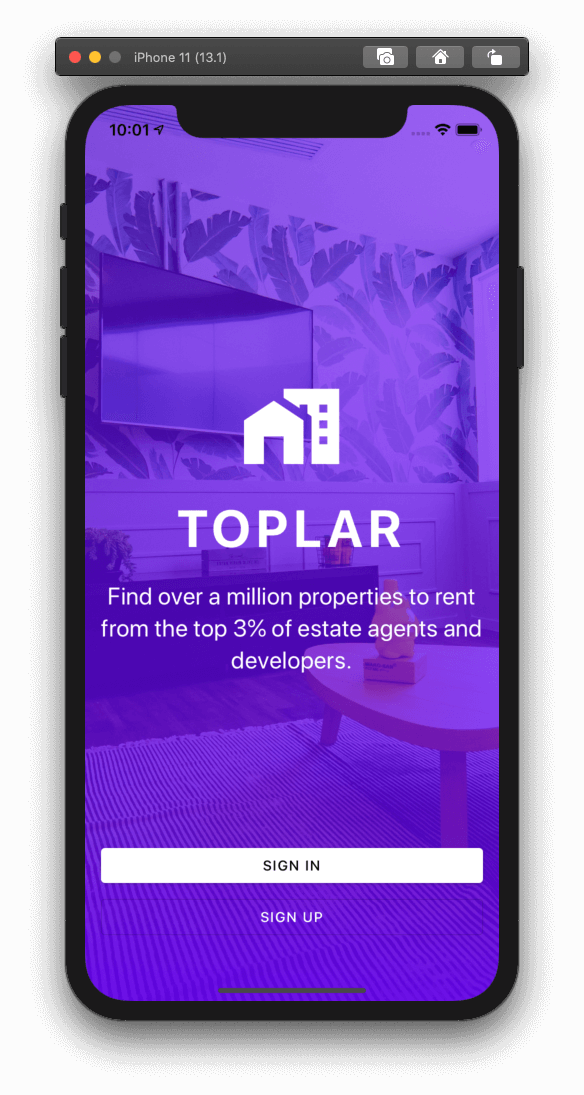 iPhone 11 (13.1)
10:01
TOPLAR
Find over a million properties to rent
from the top 3% of estate agents and
developers.
SIGN IN
SIGN UP